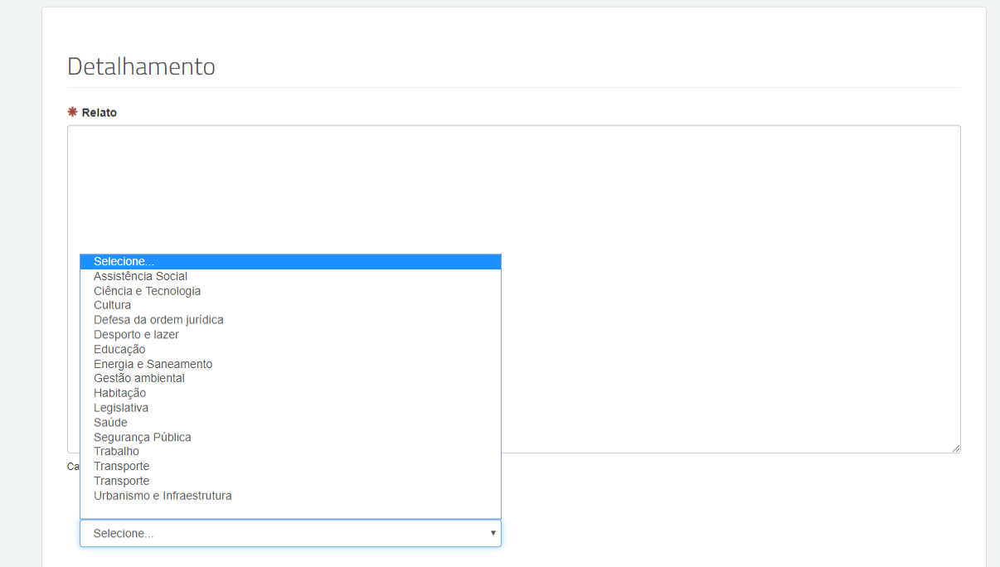 Detalhamento
✱ Relato
Selecione...
Assistência Social
Ciência e Tecnologia
Cultura
Defesa da ordem jurídica
Desporto e lazer
Educação
Energia e Saneamento
Gestão ambiental
Habitação
Legislativa
Saúde
Segurança Pública
Trabalho
Ca
Transporte
Transporte
Urbanismo e Infraestrutura
Selecione...